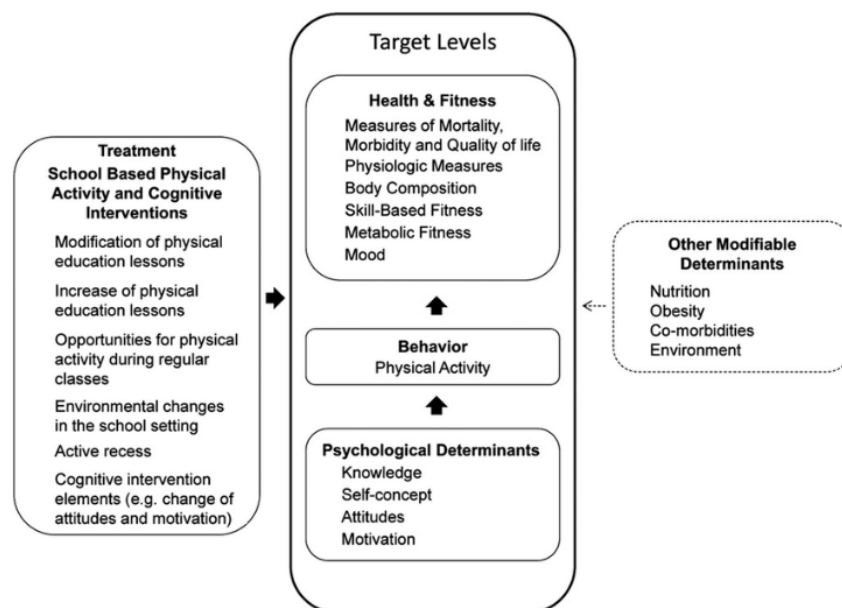 Treatment
School Based Physical
Activity and Cognitive
Interventions
Modification of physical
education lessons
Increase of physical
education lessons
Opportunities for physical
activity during regular
classes
Environmental changes
in the school setting
Active recess
Cognitive intervention
elements (e.g. change of
attitudes and motivation)
Target Levels
Health & Fitness
Measures of Mortality,
Morbidity and Quality of life
Physiologic Measures
Body Composition
Skill-Based Fitness
Metabolic Fitness
Mood
Behavior
Physical Activity
Psychological Determinants
Knowledge
Self-concept
Attitudes
Motivation
Other Modifiable
Determinants
Nutrition
Obesity
Co-morbidities
Environment